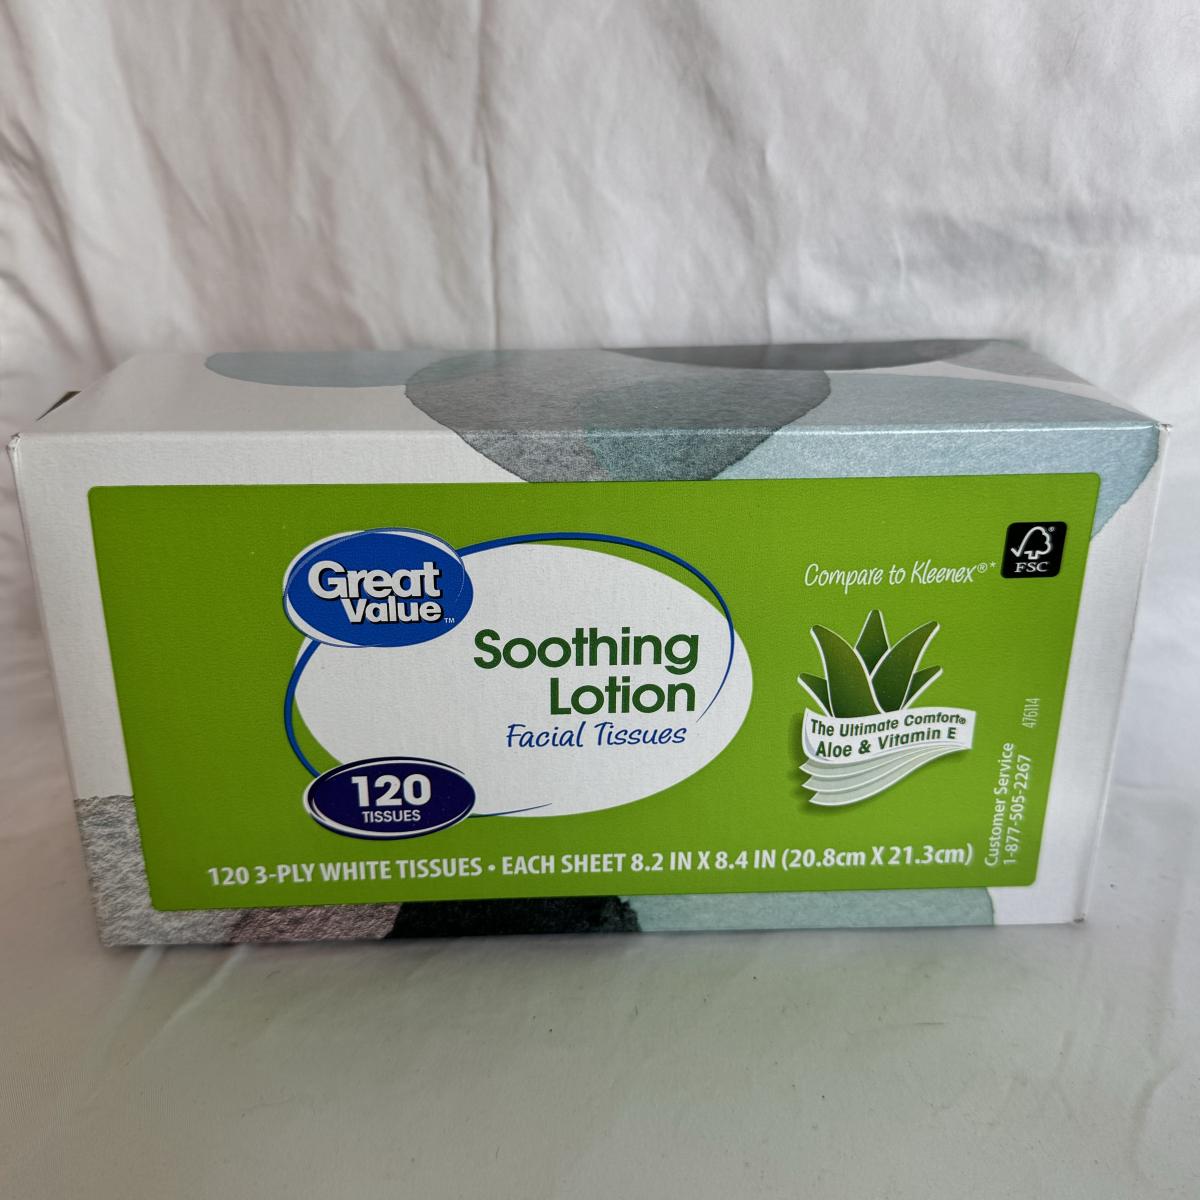 Great
Value™
Soothing
Lotion
Facial Tissues
120
TISSUES
Compare to Kleenex®*
FSC
The Ultimate Comfort®
Aloe & Vitamin E
120 3-PLY WHITE TISSUES • EACH SHEET 8.2 IN X 8.4 IN (20.8cm X 21.3cm)
Customer Service
1-877-505-2267
476114